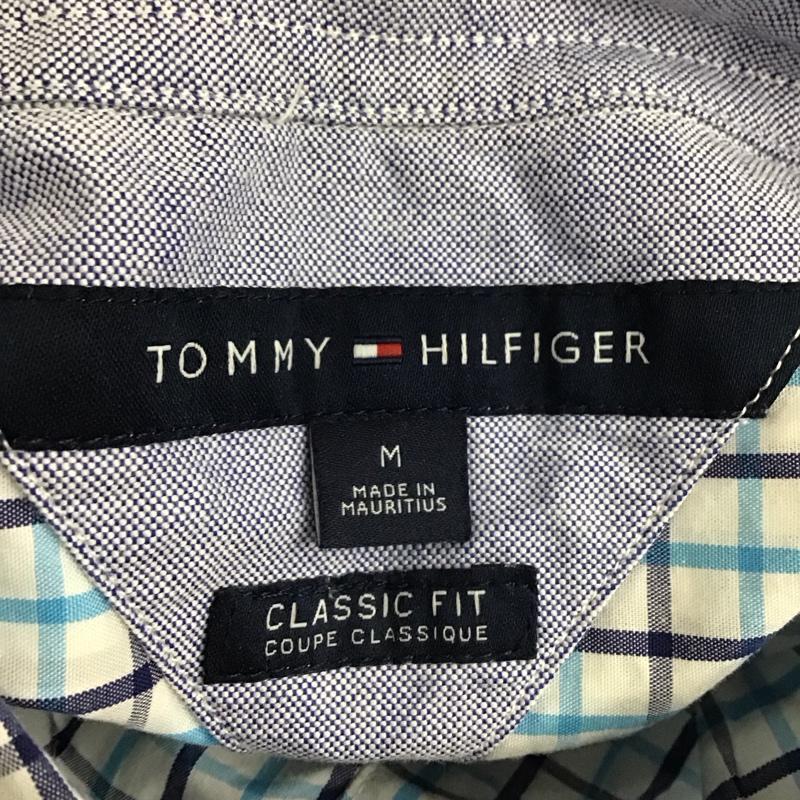 TOMMY HILFIGER
M
MADE IN
MAURITIUS
CLASSIC FIT
COUPE CLASSIQUE